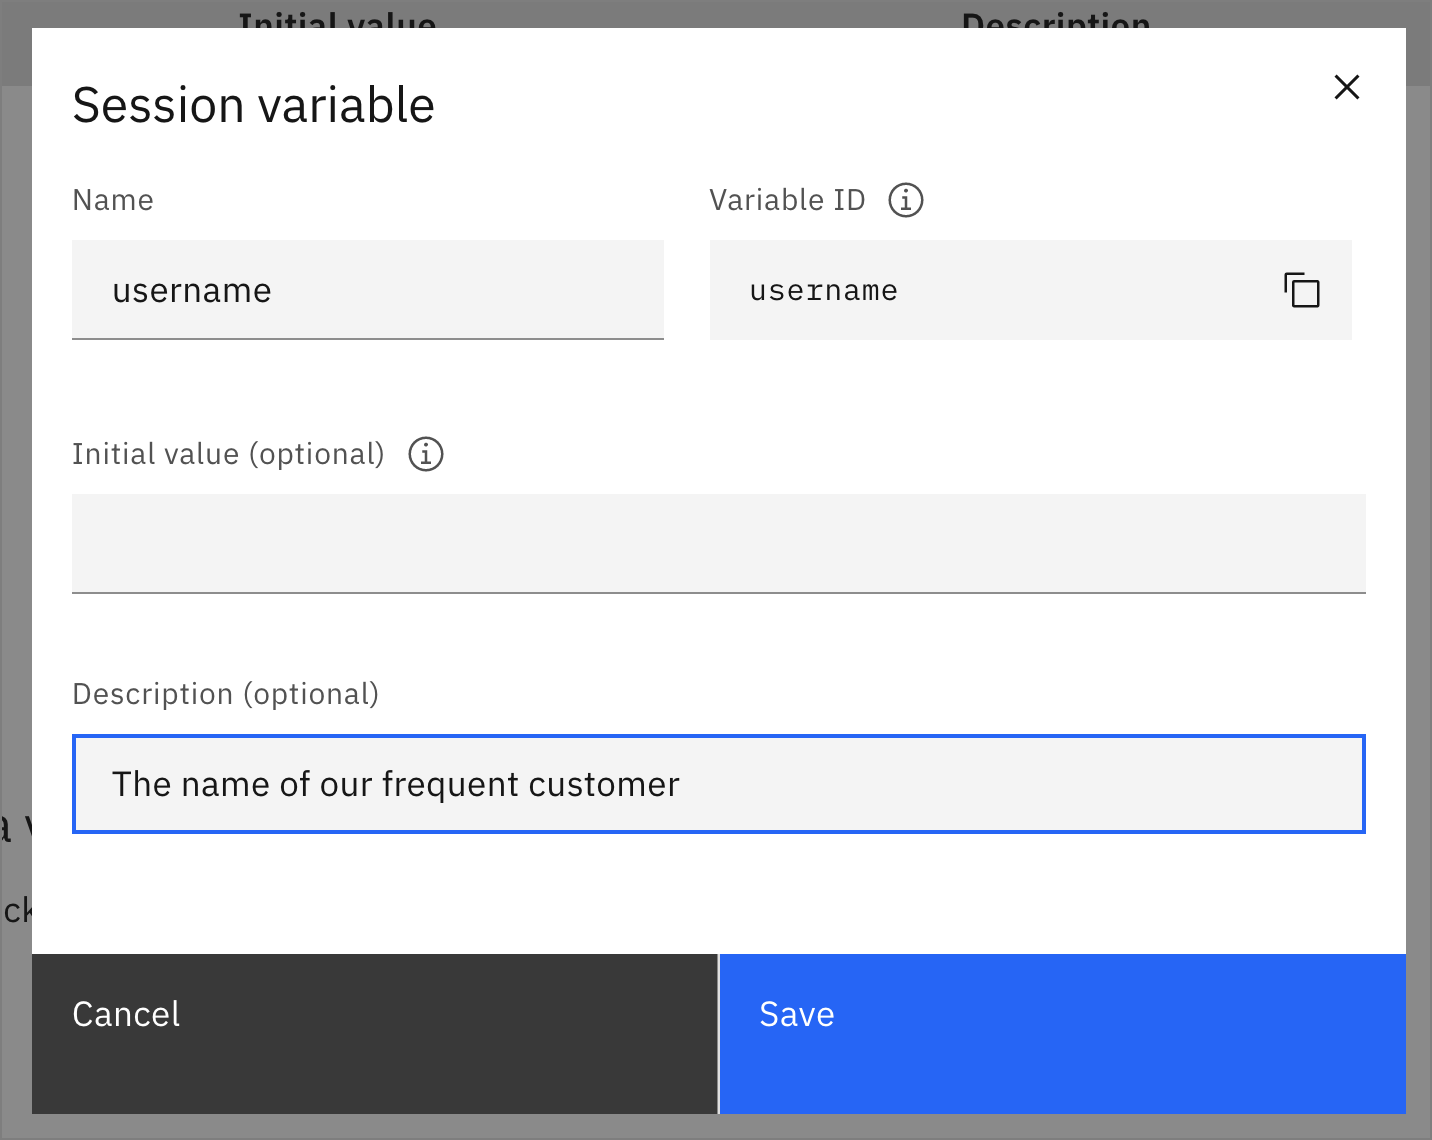 Initial value Description
Session variable
Name Variable ID
username username
Initial value (optional)
Description (optional)
The name of our frequent customer
Cancel Save